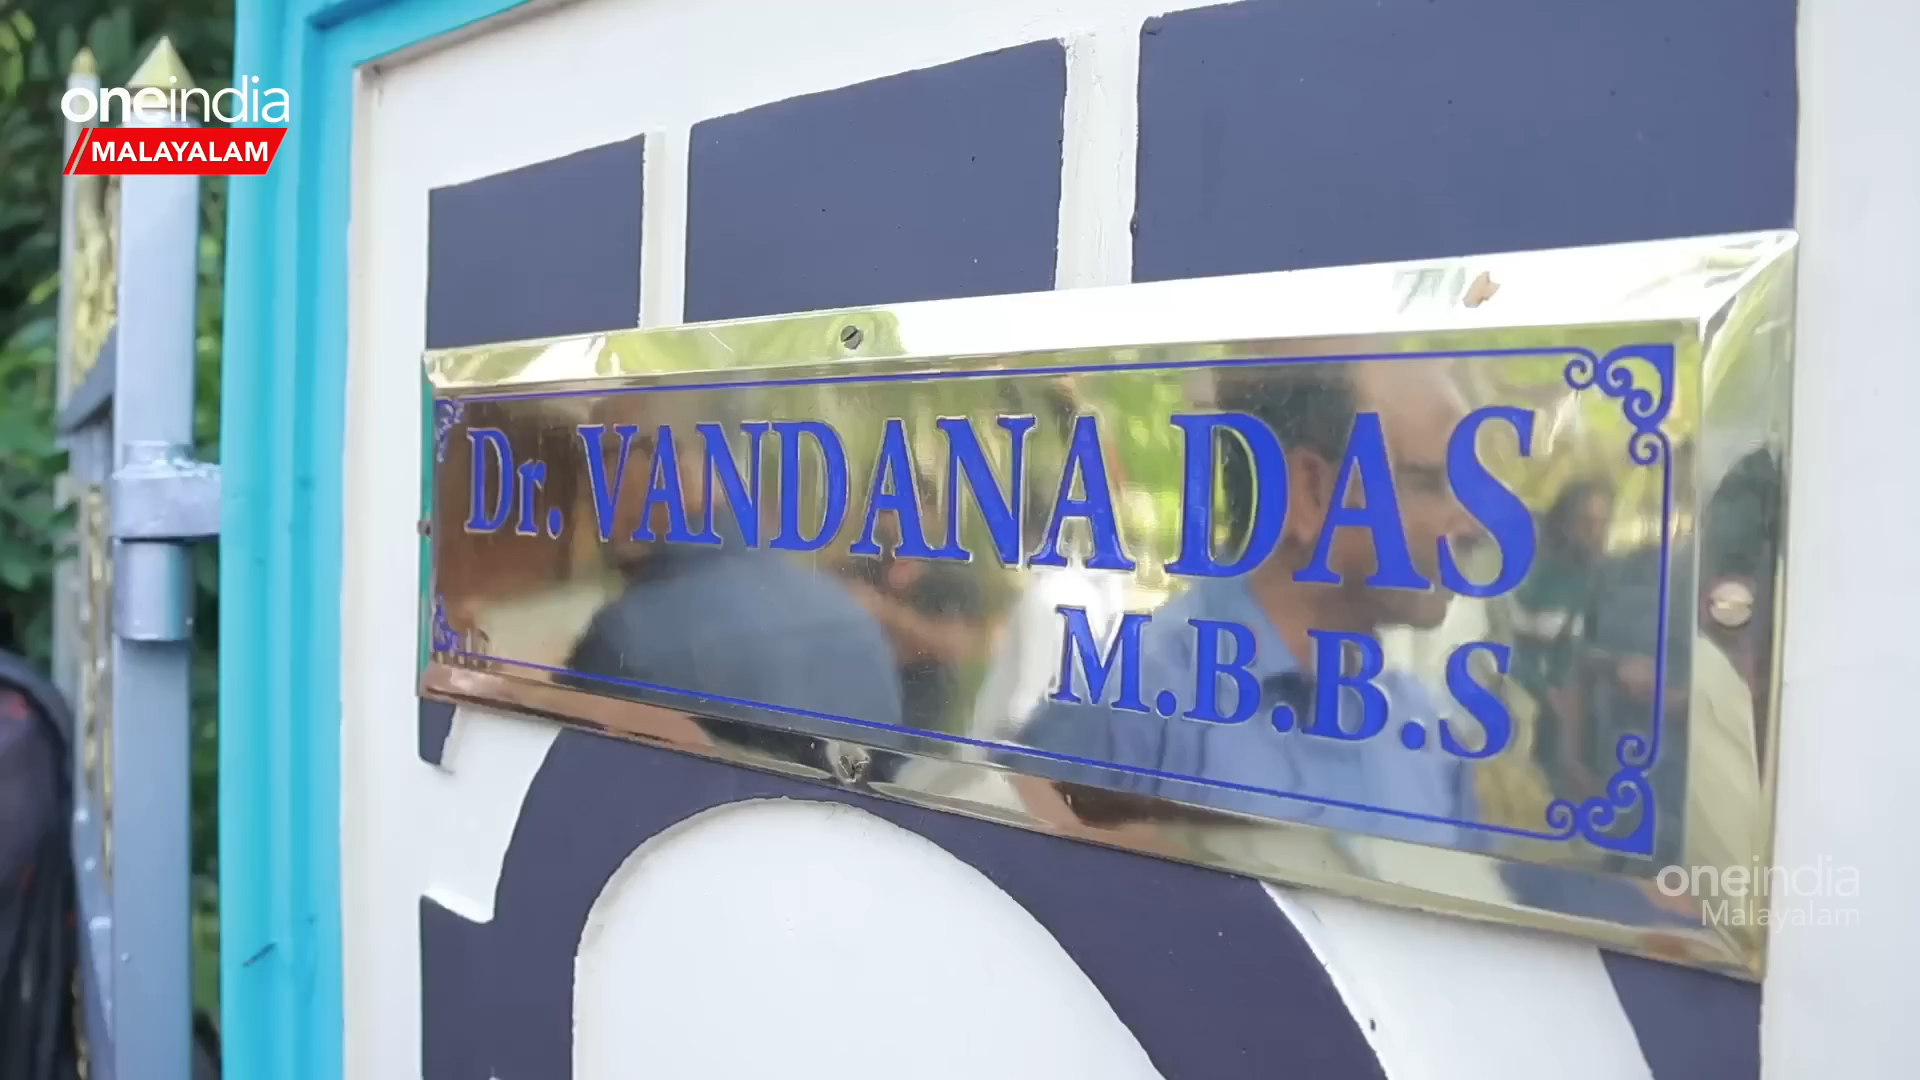 oneindia
MALAYALAM
Dr. VANDANA DAS
M.B.B.S
oneindia
Malayalam